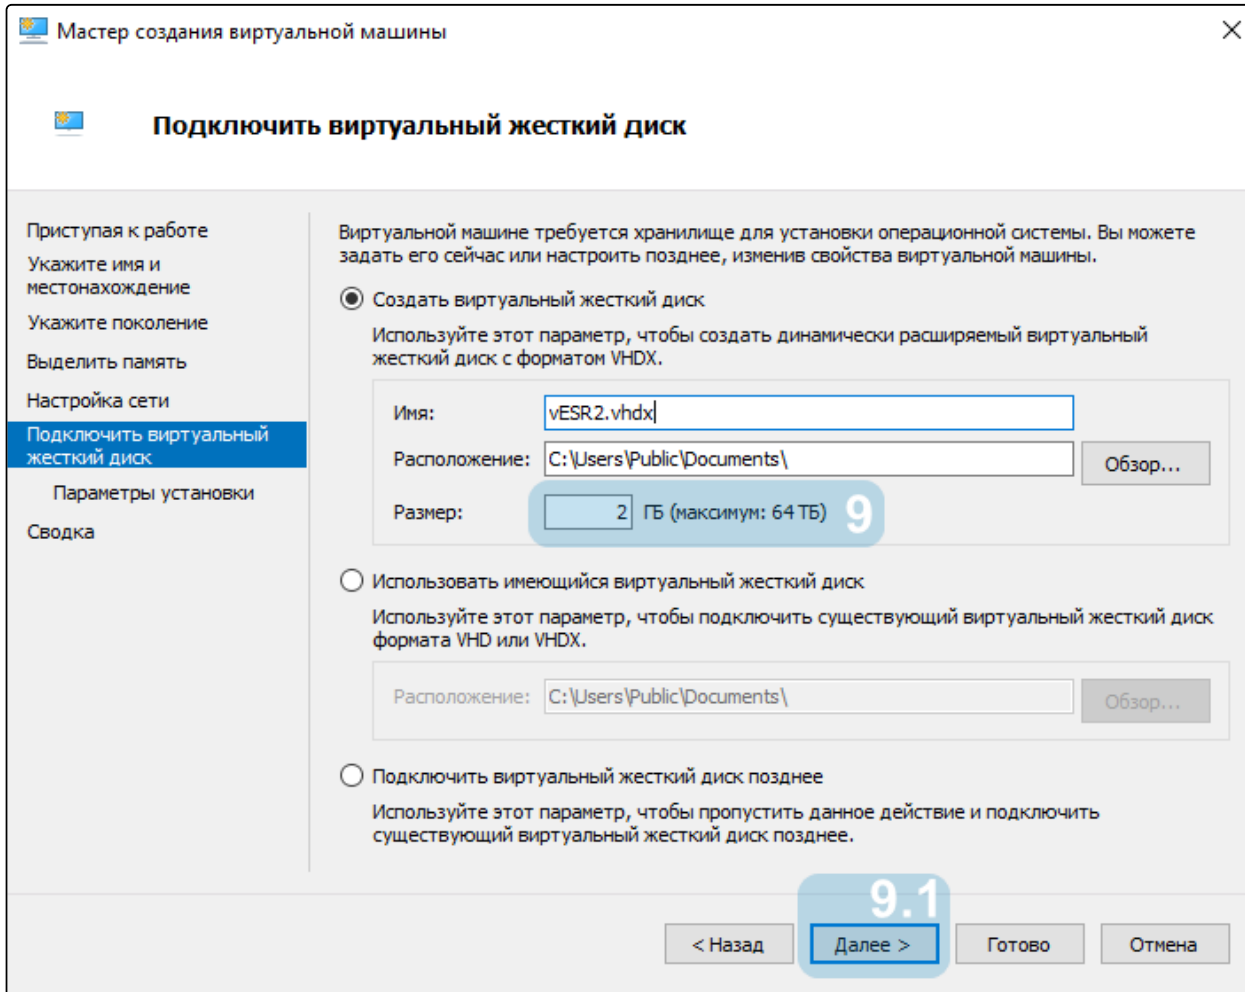 Мастер создания виртуальной машины
Подключить виртуальный жесткий диск
Приступая к работе
Укажите имя и
местонахождение
Укажите поколение
Выделить память
Настройка сети
Подключить виртуальный
жесткий диск
Параметры установки
Сводка
Виртуальной машине требуется хранилище для установки операционной системы. Вы можете
задать его сейчас или настроить позднее, изменив свойства виртуальной машины.
Создать виртуальный жесткий диск
Используйте этот параметр, чтобы создать динамически расширяемый виртуальный
жесткий диск с форматом VHDX.
Имя: vESR2.vhdx
Расположение: C:\Users\Public\Documents\ Обзор...
Размер: 2 ГБ (максимум: 64 ТБ) 9
Использовать имеющийся виртуальный жесткий диск
Используйте этот параметр, чтобы подключить существующий виртуальный жесткий диск
формата VHD или VHDX.
Расположение: C:\Users\Public\Documents\ Обзор...
Подключить виртуальный жесткий диск позднее
Используйте этот параметр, чтобы пропустить данное действие и подключить
существующий виртуальный жесткий диск позднее.
9.1
< Назад Далее > Готово Отмена